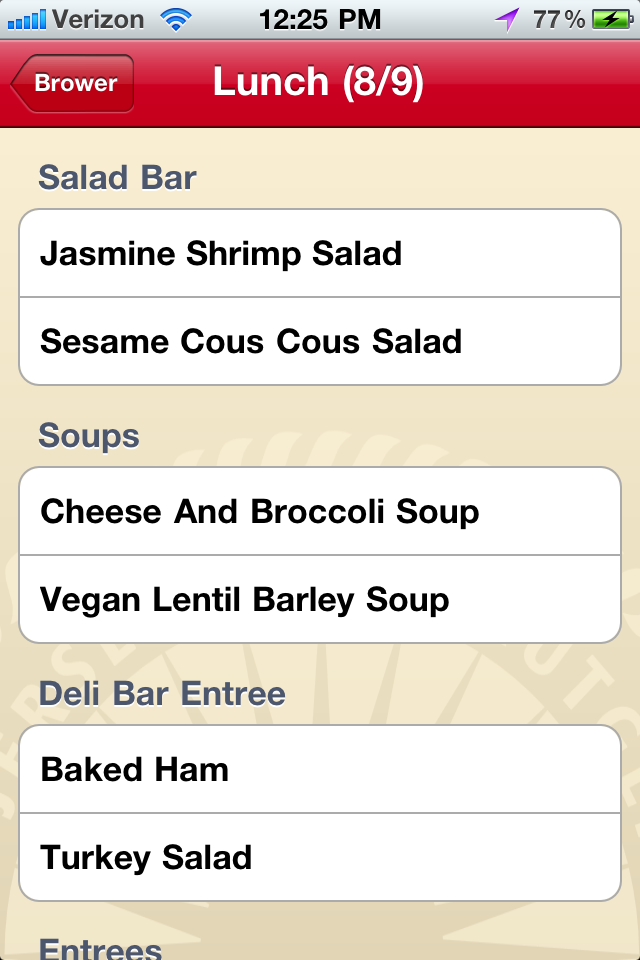 Verizon 12:25 PM 77%
Brower Lunch (8/9)
Salad Bar
Jasmine Shrimp Salad
Sesame Cous Cous Salad
Soups
Cheese And Broccoli Soup
Vegan Lentil Barley Soup
Deli Bar Entree
Baked Ham
Turkey Salad
Entrees